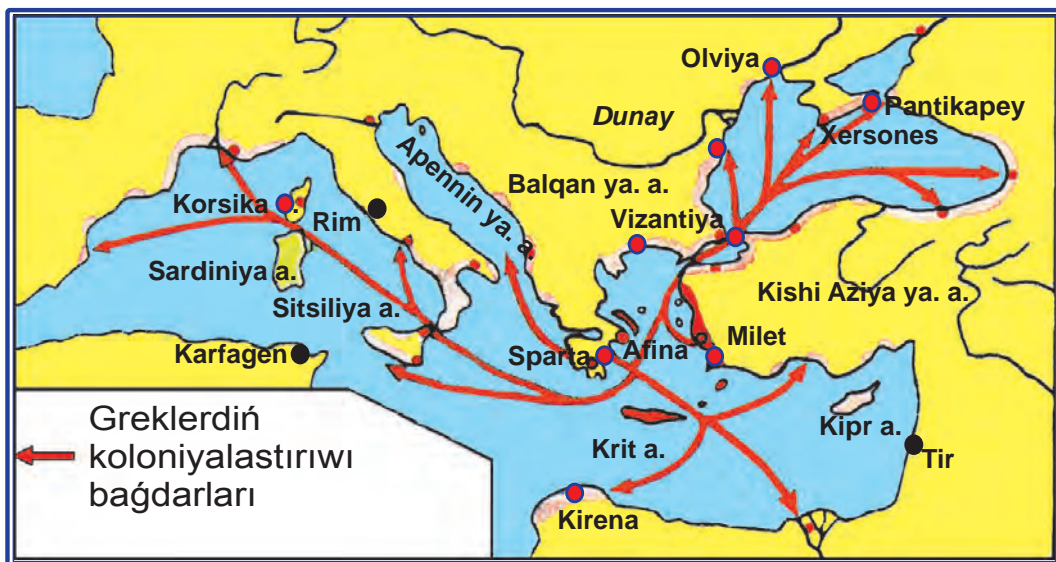 Olviya
Pantikapey
Dunay
Xersones
Apennin ya. a.
Balqan ya. a.
Korsika a.
Rim
Vizantiya
Sardiniya a.
Kishi Aziya ya. a.
Sitsiliya a.
Karfagen
Sparta
Afina
Milet
Kipr a.
Krit a.
Tir
Kirena
Greklerdiń
koloniyalastırıwı
baǵdarları